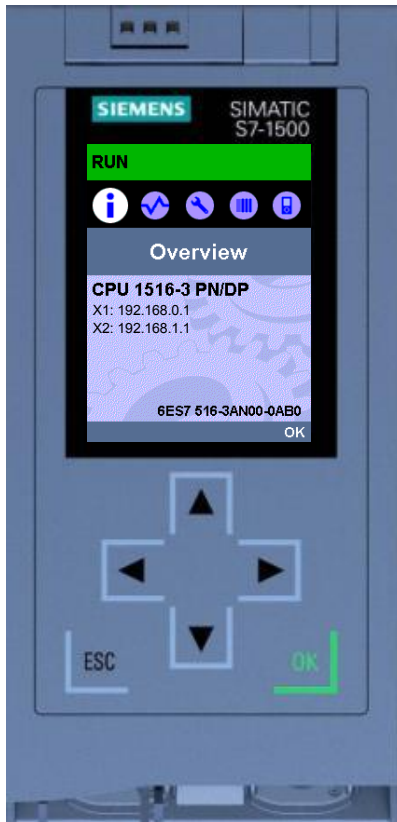 SIEMENS
SIMATIC
S7-1500
RUN
Overview
CPU 1516-3 PN/DP
X1: 192.168.0.1
X2: 192.168.1.1
6ES7 516-3AN00-0AB0
OK
ESC
OK